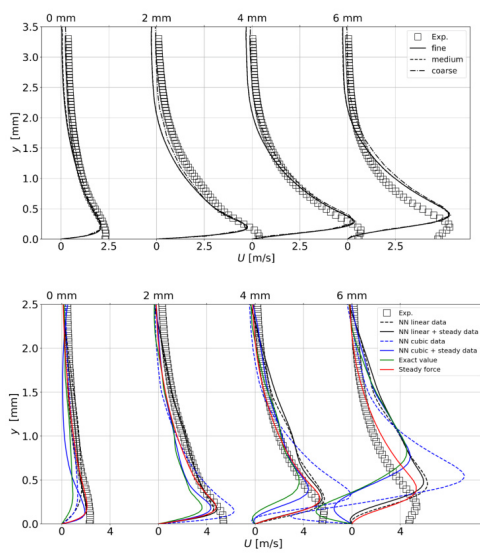 0 mm 2 mm 4 mm 6 mm
3.5
3.0
2.5
2.0
1.5
1.0
0.5
0.0
y [mm]
Exp.
fine
medium
coarse
0 2.5 0 2.5 0 2.5 0 2.5
U [m/s]
0 mm 2 mm 4 mm 6 mm
2.5
2.0
1.5
1.0
0.5
0.0
y [mm]
Exp.
NN linear data
NN linear + steady data
NN cubic data
NN cubic + steady data
Exact value
Steady force
0 4 0 4 0 4 0 4
U [m/s]